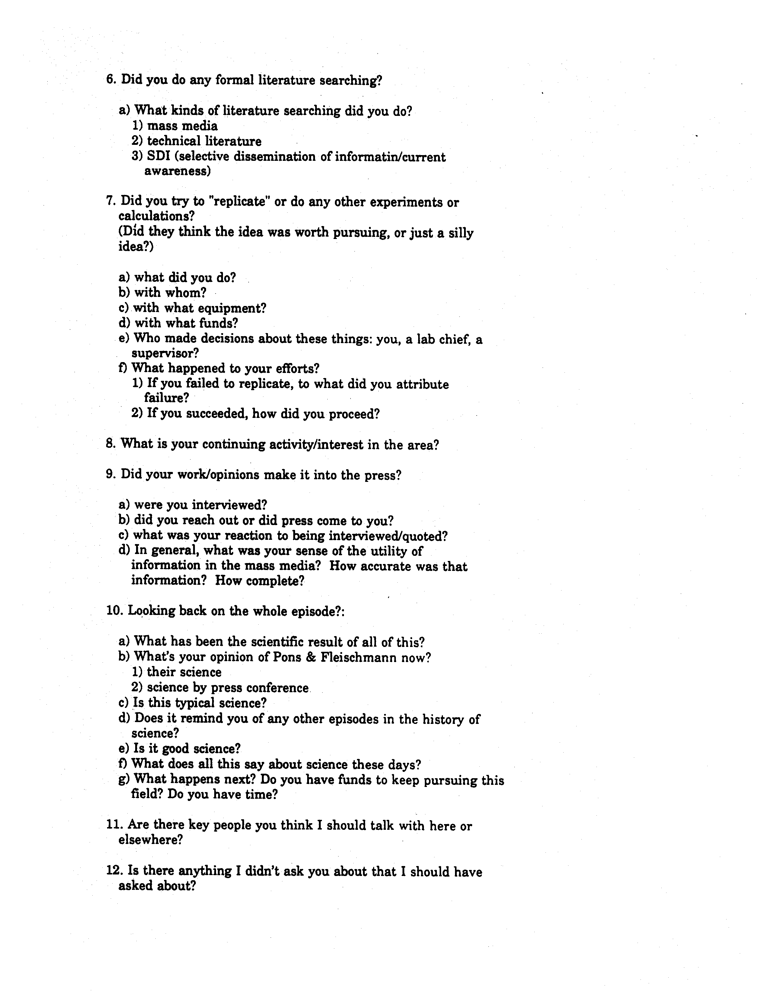 6. Did you do any formal literature searching?
a) What kinds of literature searching did you do?
1) mass media
2) technical literature
3) SDI (selective dissemination of informatin/current
awareness)
7. Did you try to "replicate" or do any other experiments or
calculations?
(Did they think the idea was worth pursuing, or just a silly
idea?)
a) what did you do?
b) with whom?
c) with what equipment?
d) with what funds?
e) Who made decisions about these things: you, a lab chief, a
supervisor?
f) What happened to your efforts?
1) If you failed to replicate, to what did you attribute
failure?
2) If you succeeded, how did you proceed?
8. What is your continuing activity/interest in the area?
9. Did your work/opinions make it into the press?
a) were you interviewed?
b) did you reach out or did press come to you?
c) what was your reaction to being interviewed/quoted?
d) In general, what was your sense of the utility of
information in the mass media? How accurate was that
information? How complete?
10. Looking back on the whole episode?:
a) What has been the scientific result of all of this?
b) What's your opinion of Pons & Fleischmann now?
1) their science
2) science by press conference
c) Is this typical science?
d) Does it remind you of any other episodes in the history of
science?
e) Is it good science?
f) What does all this say about science these days?
g) What happens next? Do you have funds to keep pursuing this
field? Do you have time?
11. Are there key people you think I should talk with here or
elsewhere?
12. Is there anything I didn't ask you about that I should have
asked about?